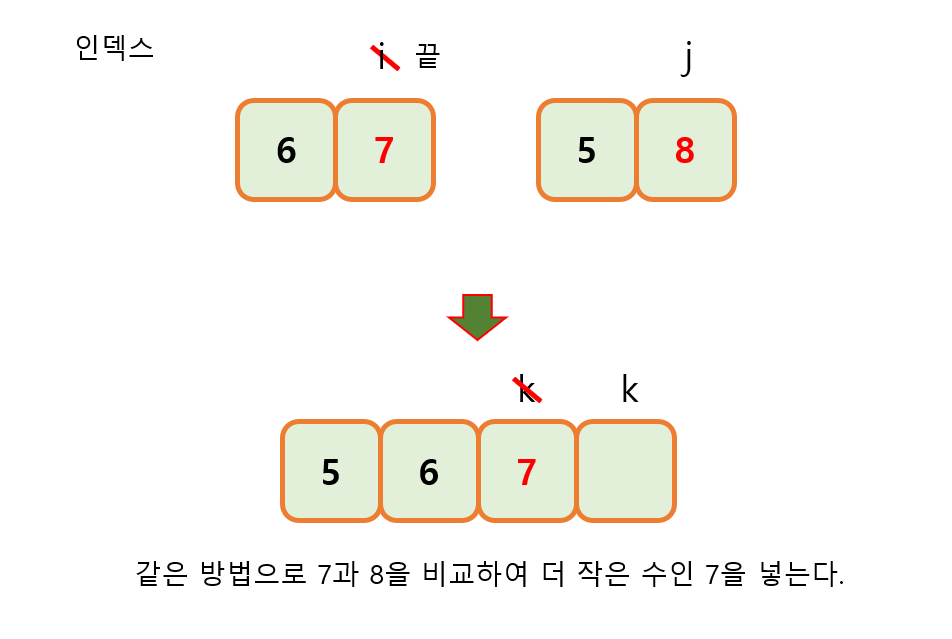 인덱스 i 끝 j
6 7 5 8
k k
5 6 7
같은 방법으로 7과 8을 비교하여 더 작은 수인 7을 넣는다.